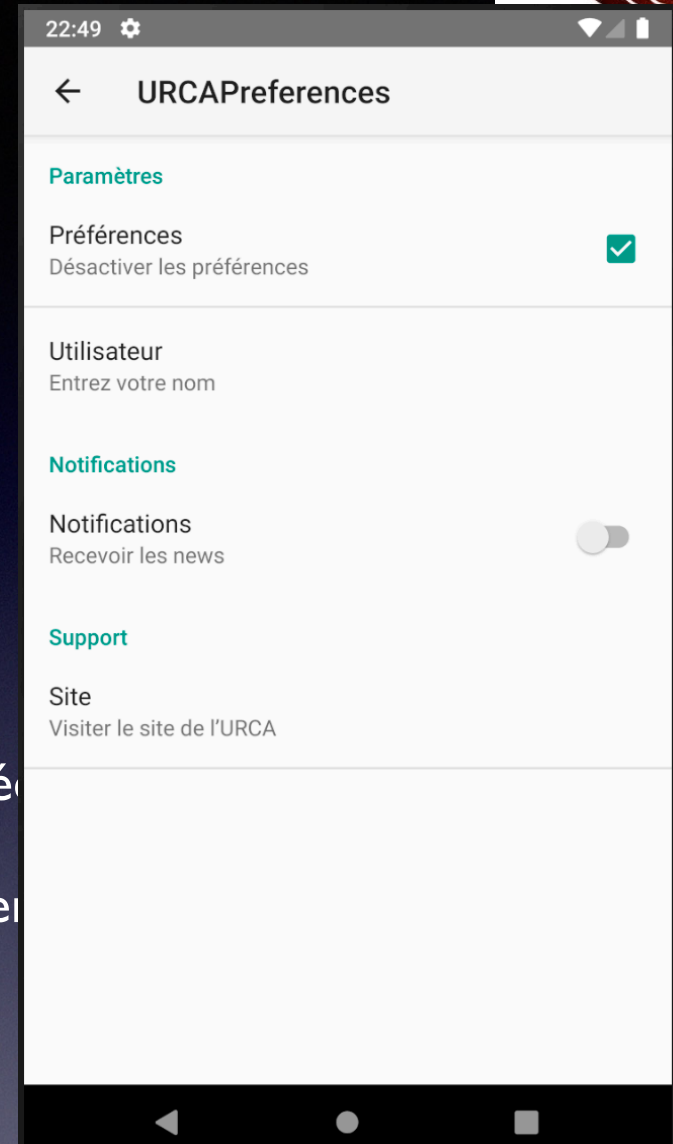 22:49
URCAPreferences
Paramètres
Préférences
Désactiver les préférences
Utilisateur
Entrez votre nom
Notifications
Notifications
Recevoir les news
Support
Site
Visiter le site de l’URCA